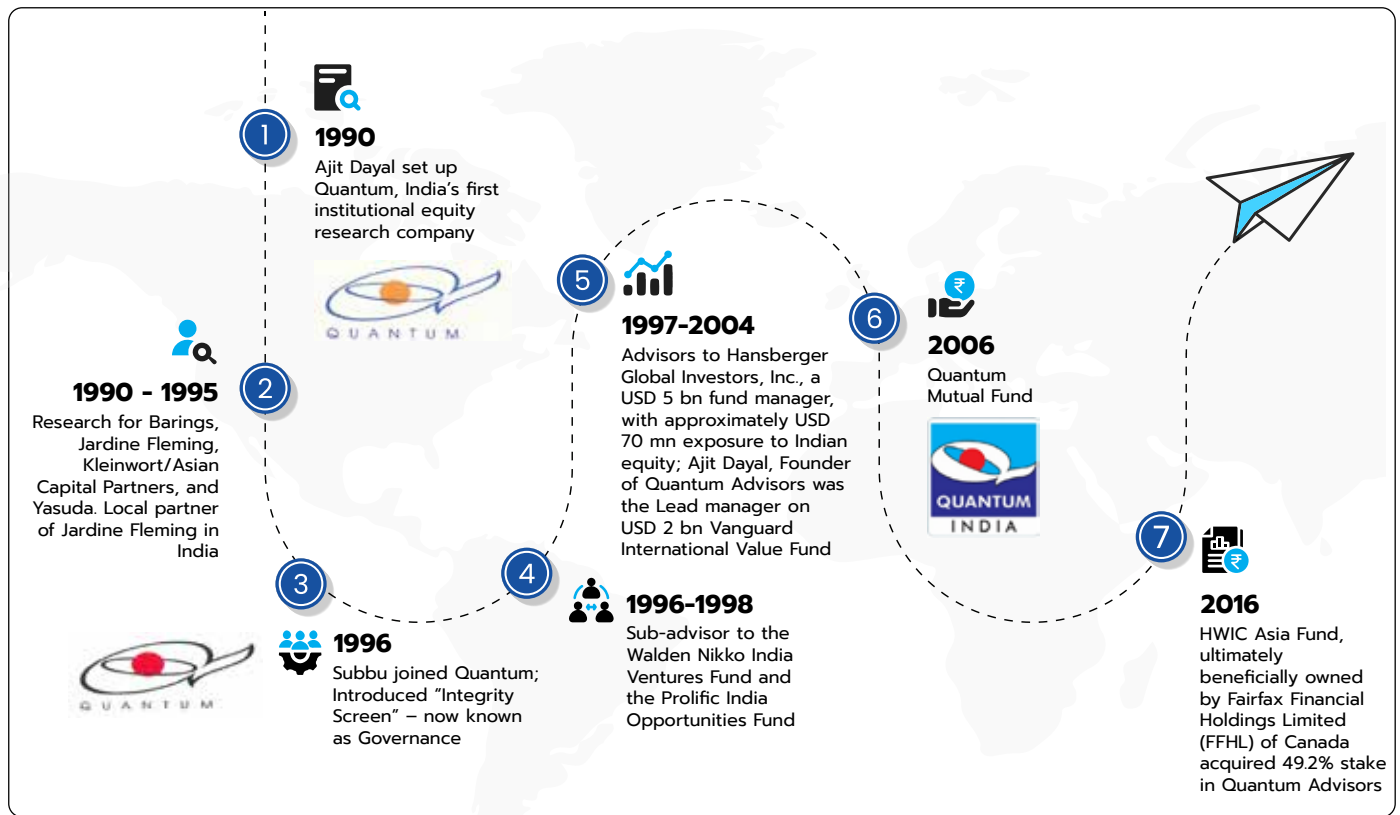 1
1990
Ajit Dayal set up
Quantum, India's first
institutional equity
research company
QUANTUM
2
1990 - 1995
Research for Barings,
Jardine Fleming,
Kleinwort/Asian
Capital Partners, and
Yasuda. Local partner
of Jardine Fleming in
India
3
1996
Subbu joined Quantum;
Introduced “Integrity
Screen” – now known
as Governance
QUANTUM
4
1996-1998
Sub-advisor to the
Walden Nikko India
Ventures Fund and
the Prolific India
Opportunities Fund
5
1997-2004
Advisors to Hansberger
Global Investors, Inc., a
USD 5 bn fund manager,
with approximately USD
70 mn exposure to Indian
equity; Ajit Dayal, Founder
of Quantum Advisors was
the Lead manager on
USD 2 bn Vanguard
International Value Fund
6
₹
2006
Quantum
Mutual Fund
QUANTUM
INDIA
7
₹
2016
HWIC Asia Fund,
ultimately
beneficially owned
by Fairfax Financial
Holdings Limited
(FFHL) of Canada
acquired 49.2% stake
in Quantum Advisors